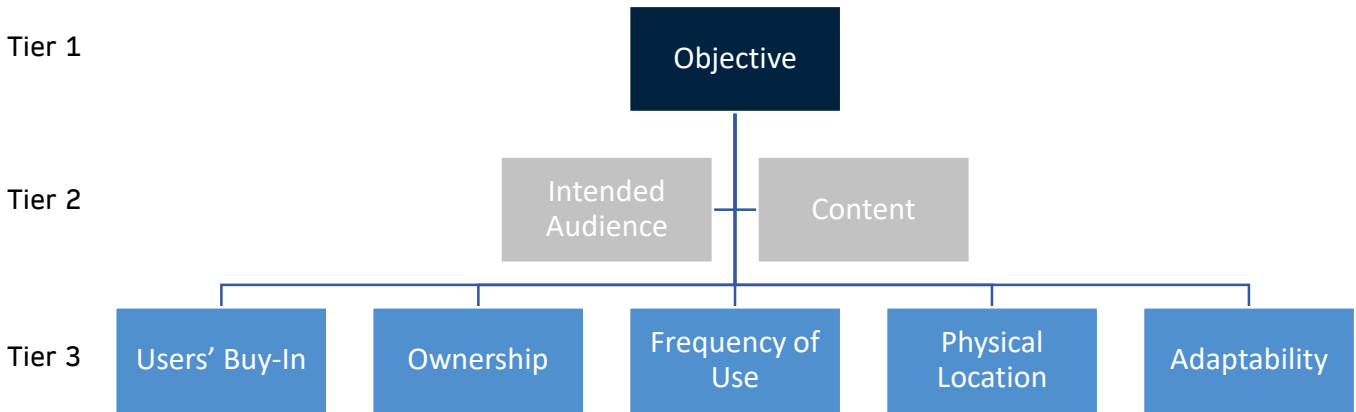 Tier 1
Objective
Tier 2
Intended
Audience
Content
Tier 3
Users’ Buy-In
Ownership
Frequency of
Use
Physical
Location
Adaptability